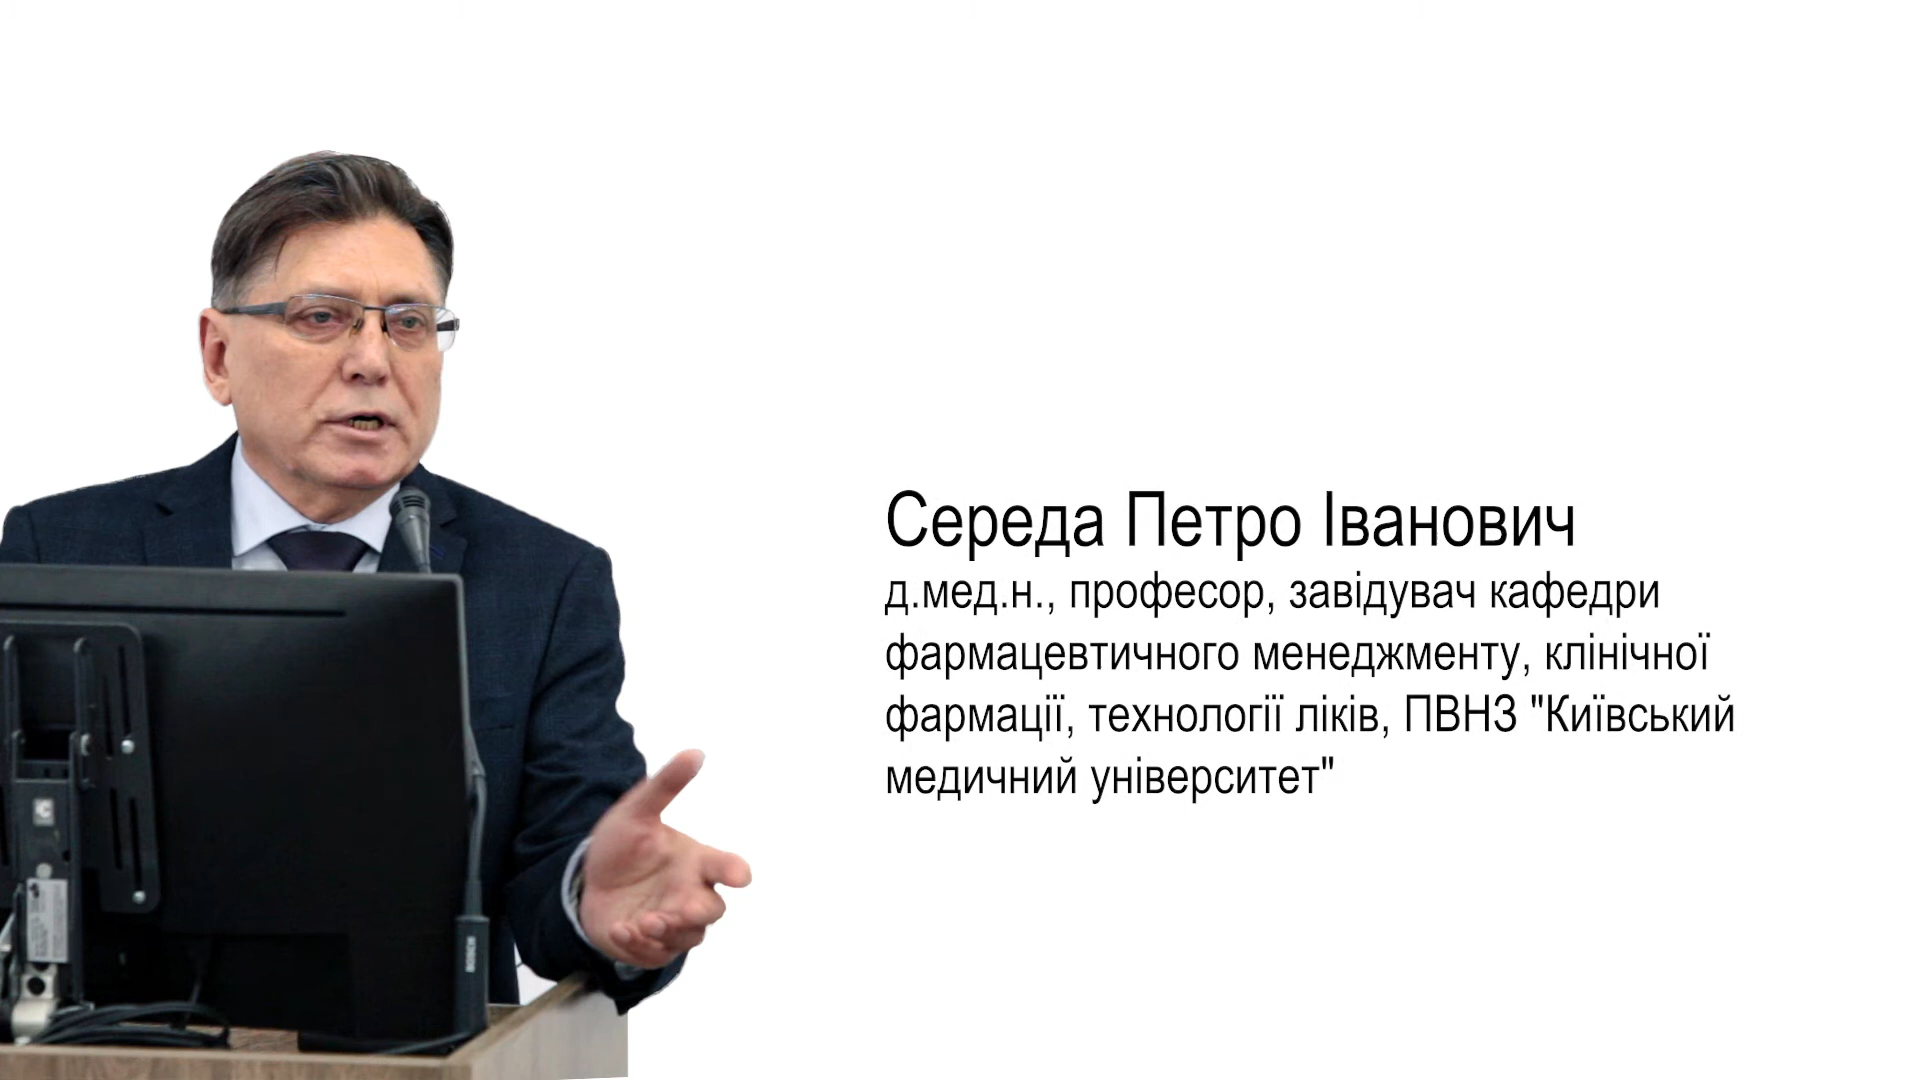 Середа Петро Іванович
д.мед.н., професор, завідувач кафедри
фармацевтичного менеджменту, клінічної
фармації, технології ліків, ПВНЗ "Київський
медичний університет"